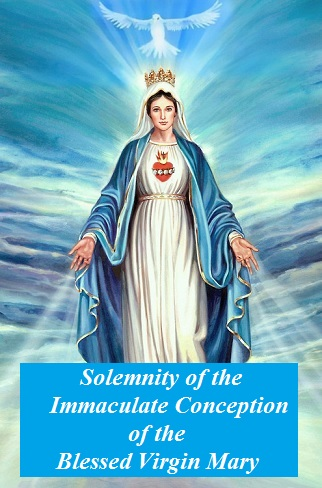 Solemnity of the
Immaculate Conception
of the
Blessed Virgin Mary